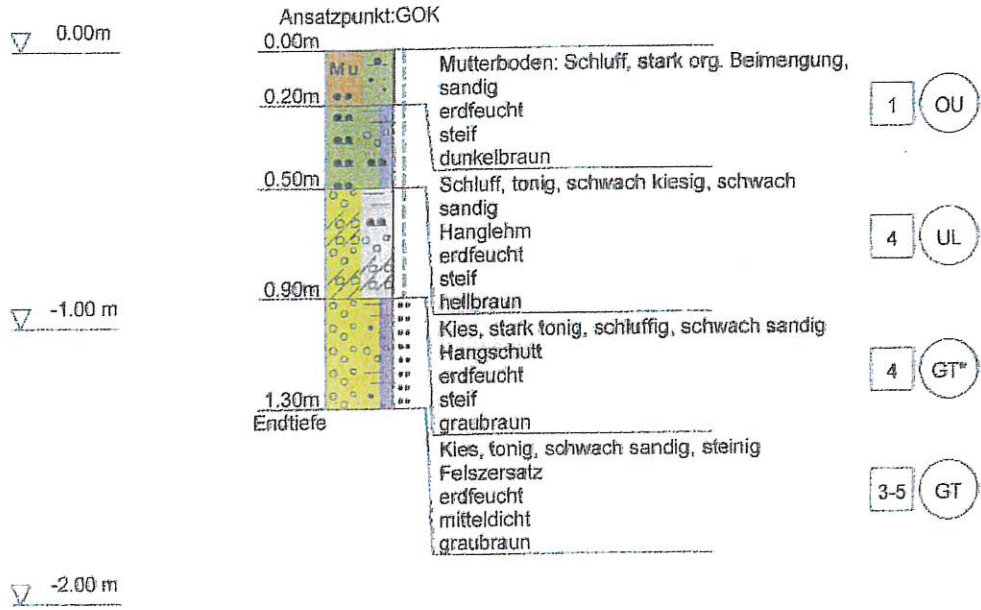 Ansatzpunkt:GOK
0.00m
0.00m
Mu
Mutterboden: Schluff, stark org. Beimengung,
sandig
erdfeucht
steif
dunkelbraun
1 OU
0.20m
Schluff, tonig, schwach kiesig, schwach
sandig
Hanglehm
erdfeucht
steif
hellbraun
4 UL
0.50m
Kies, stark tonig, schluffig, schwach sandig
Hangschutt
erdfeucht
steif
graubraun
4 GT*
0.90m
-1.00 m
Kies, tonig, schwach sandig, steinig
Felszersatz
erdfeucht
mitteldicht
graubraun
3-5 GT
1.30m
Endtiefe
-2.00 m